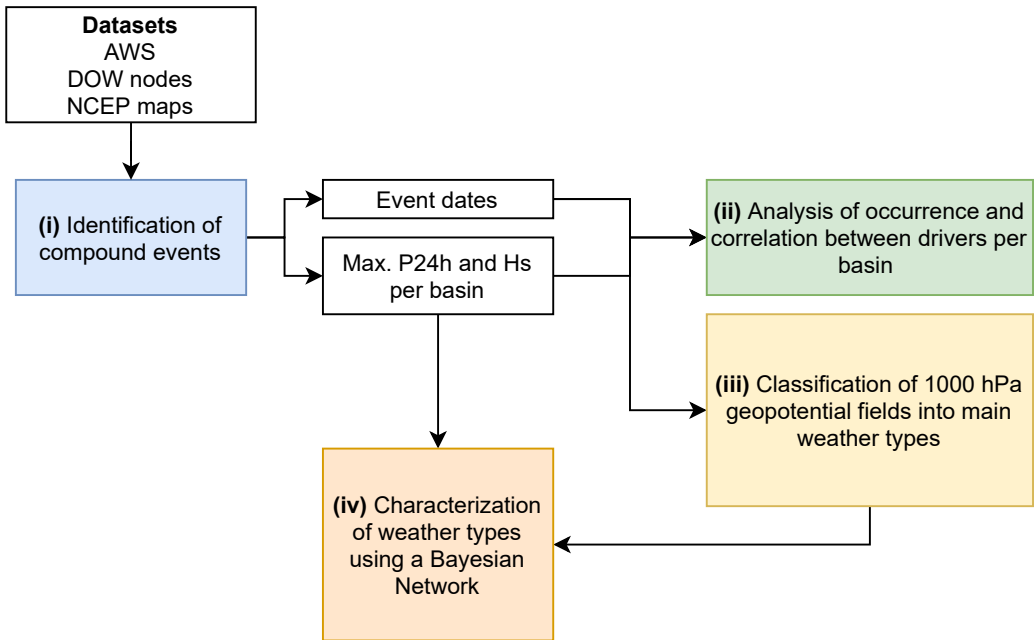 Datasets
AWS
DOW nodes
NCEP maps
(i) Identification of
compound events
Event dates
Max. P24h and Hs
per basin
(ii) Analysis of occurrence and
correlation between drivers per
basin
(iii) Classification of 1000 hPa
geopotential fields into main
weather types
(iv) Characterization
of weather types
using a Bayesian
Network